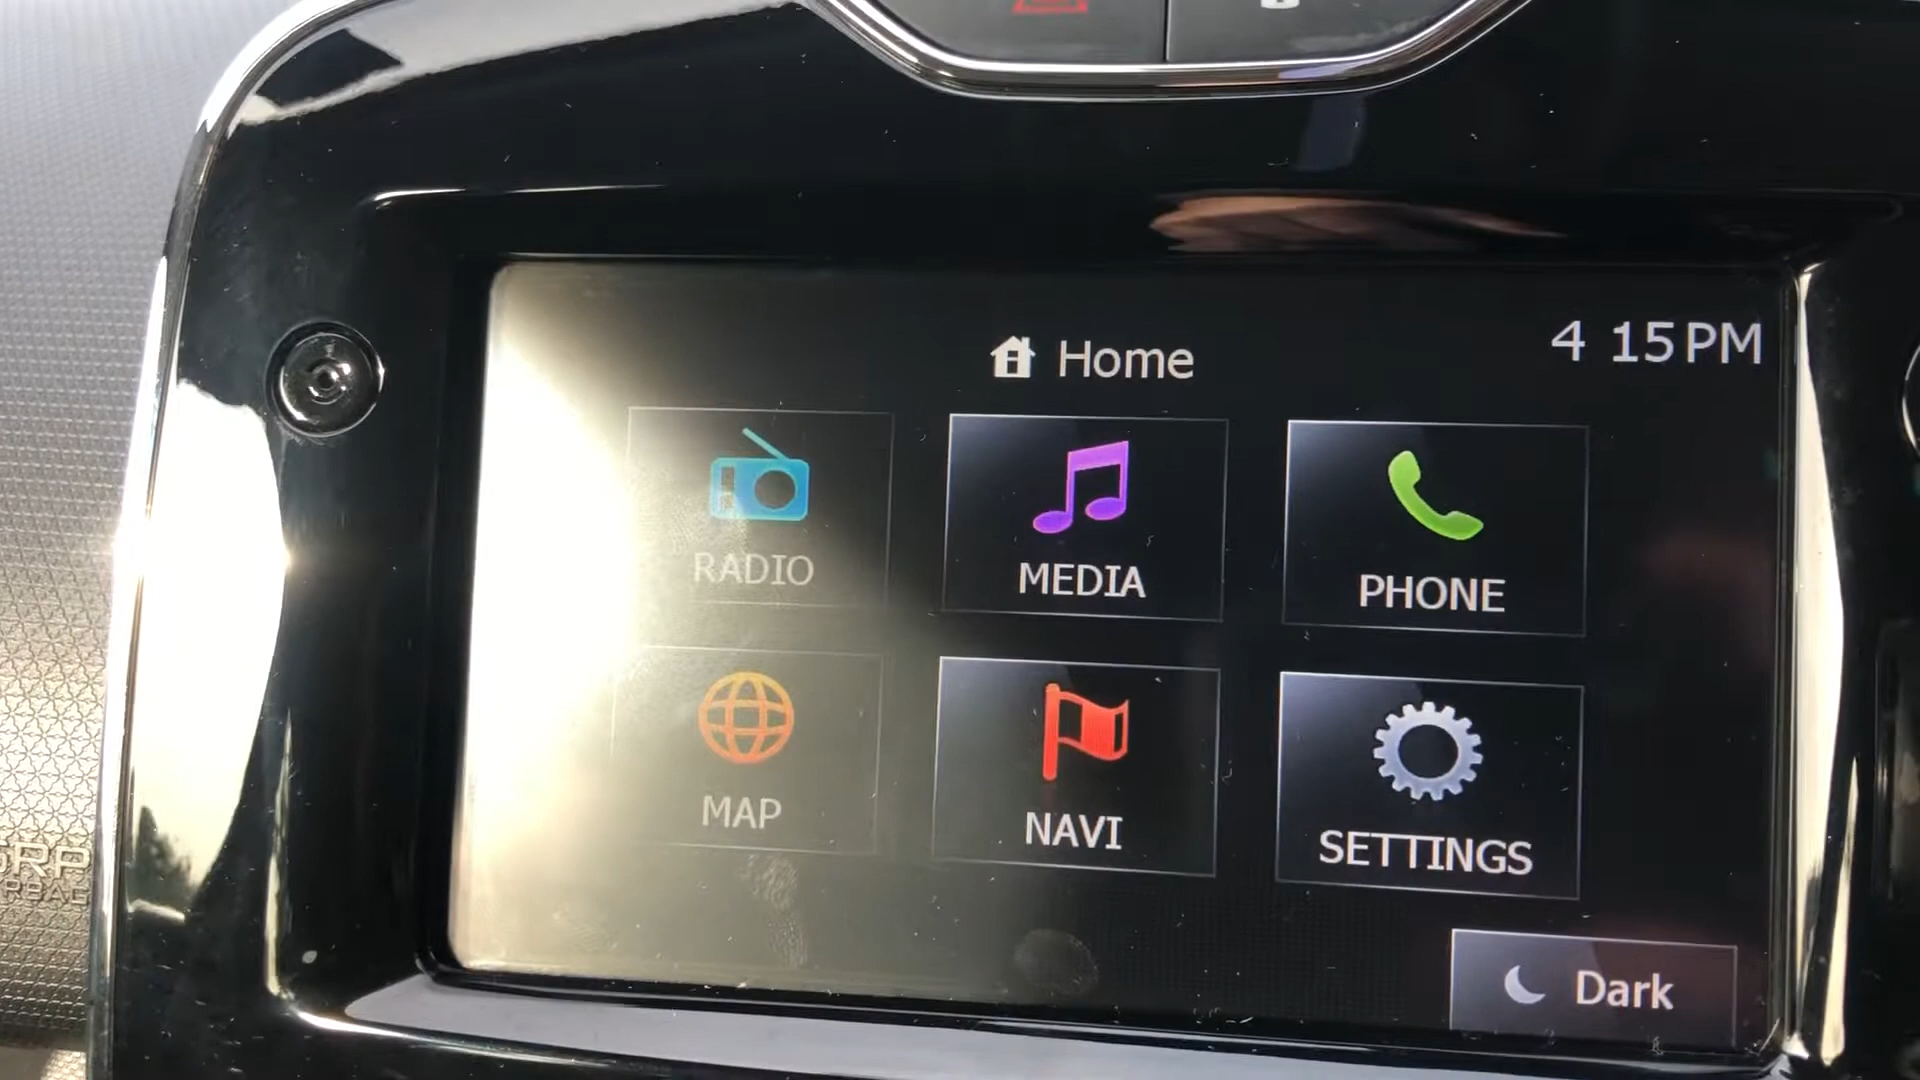 Home
4 15PM
RADIO
MEDIA
PHONE
MAP
NAVI
SETTINGS
Dark